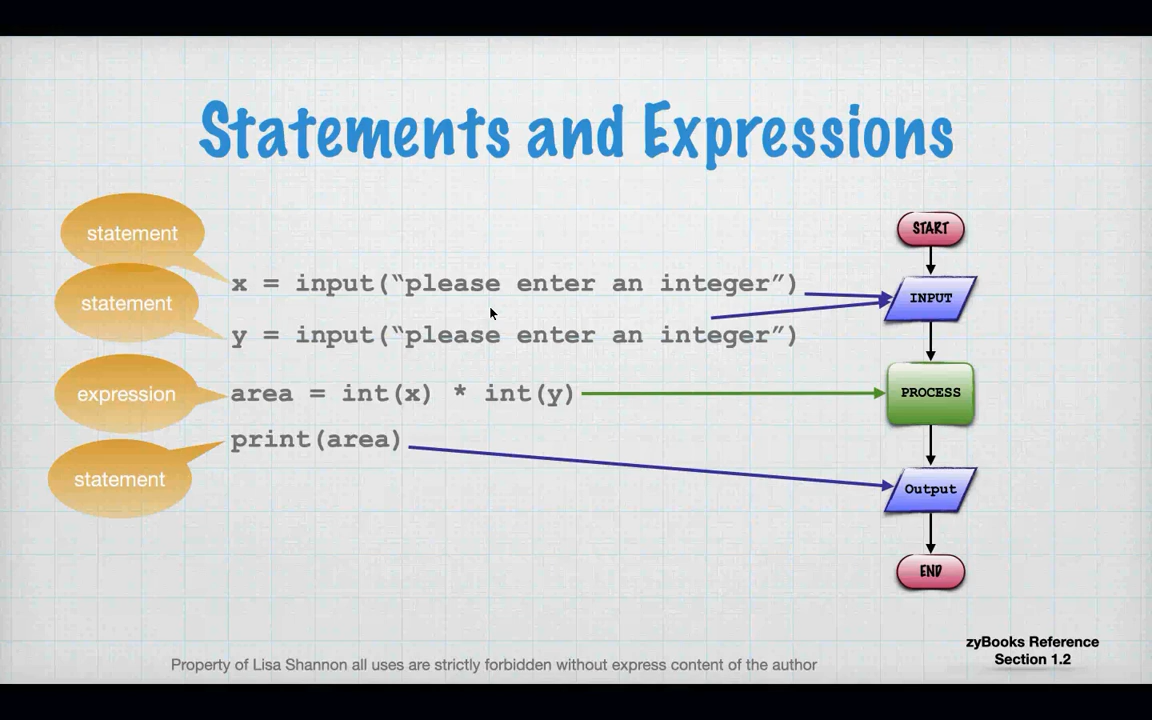 Statements and Expressions
statement
x = input(“please enter an integer”)
statement
y = input(“please enter an integer”)
expression
area = int(x) * int(y)
statement
print(area)
START
INPUT
PROCESS
Output
END
zyBooks Reference
Section 1.2
Property of Lisa Shannon all uses are strictly forbidden without express content of the author